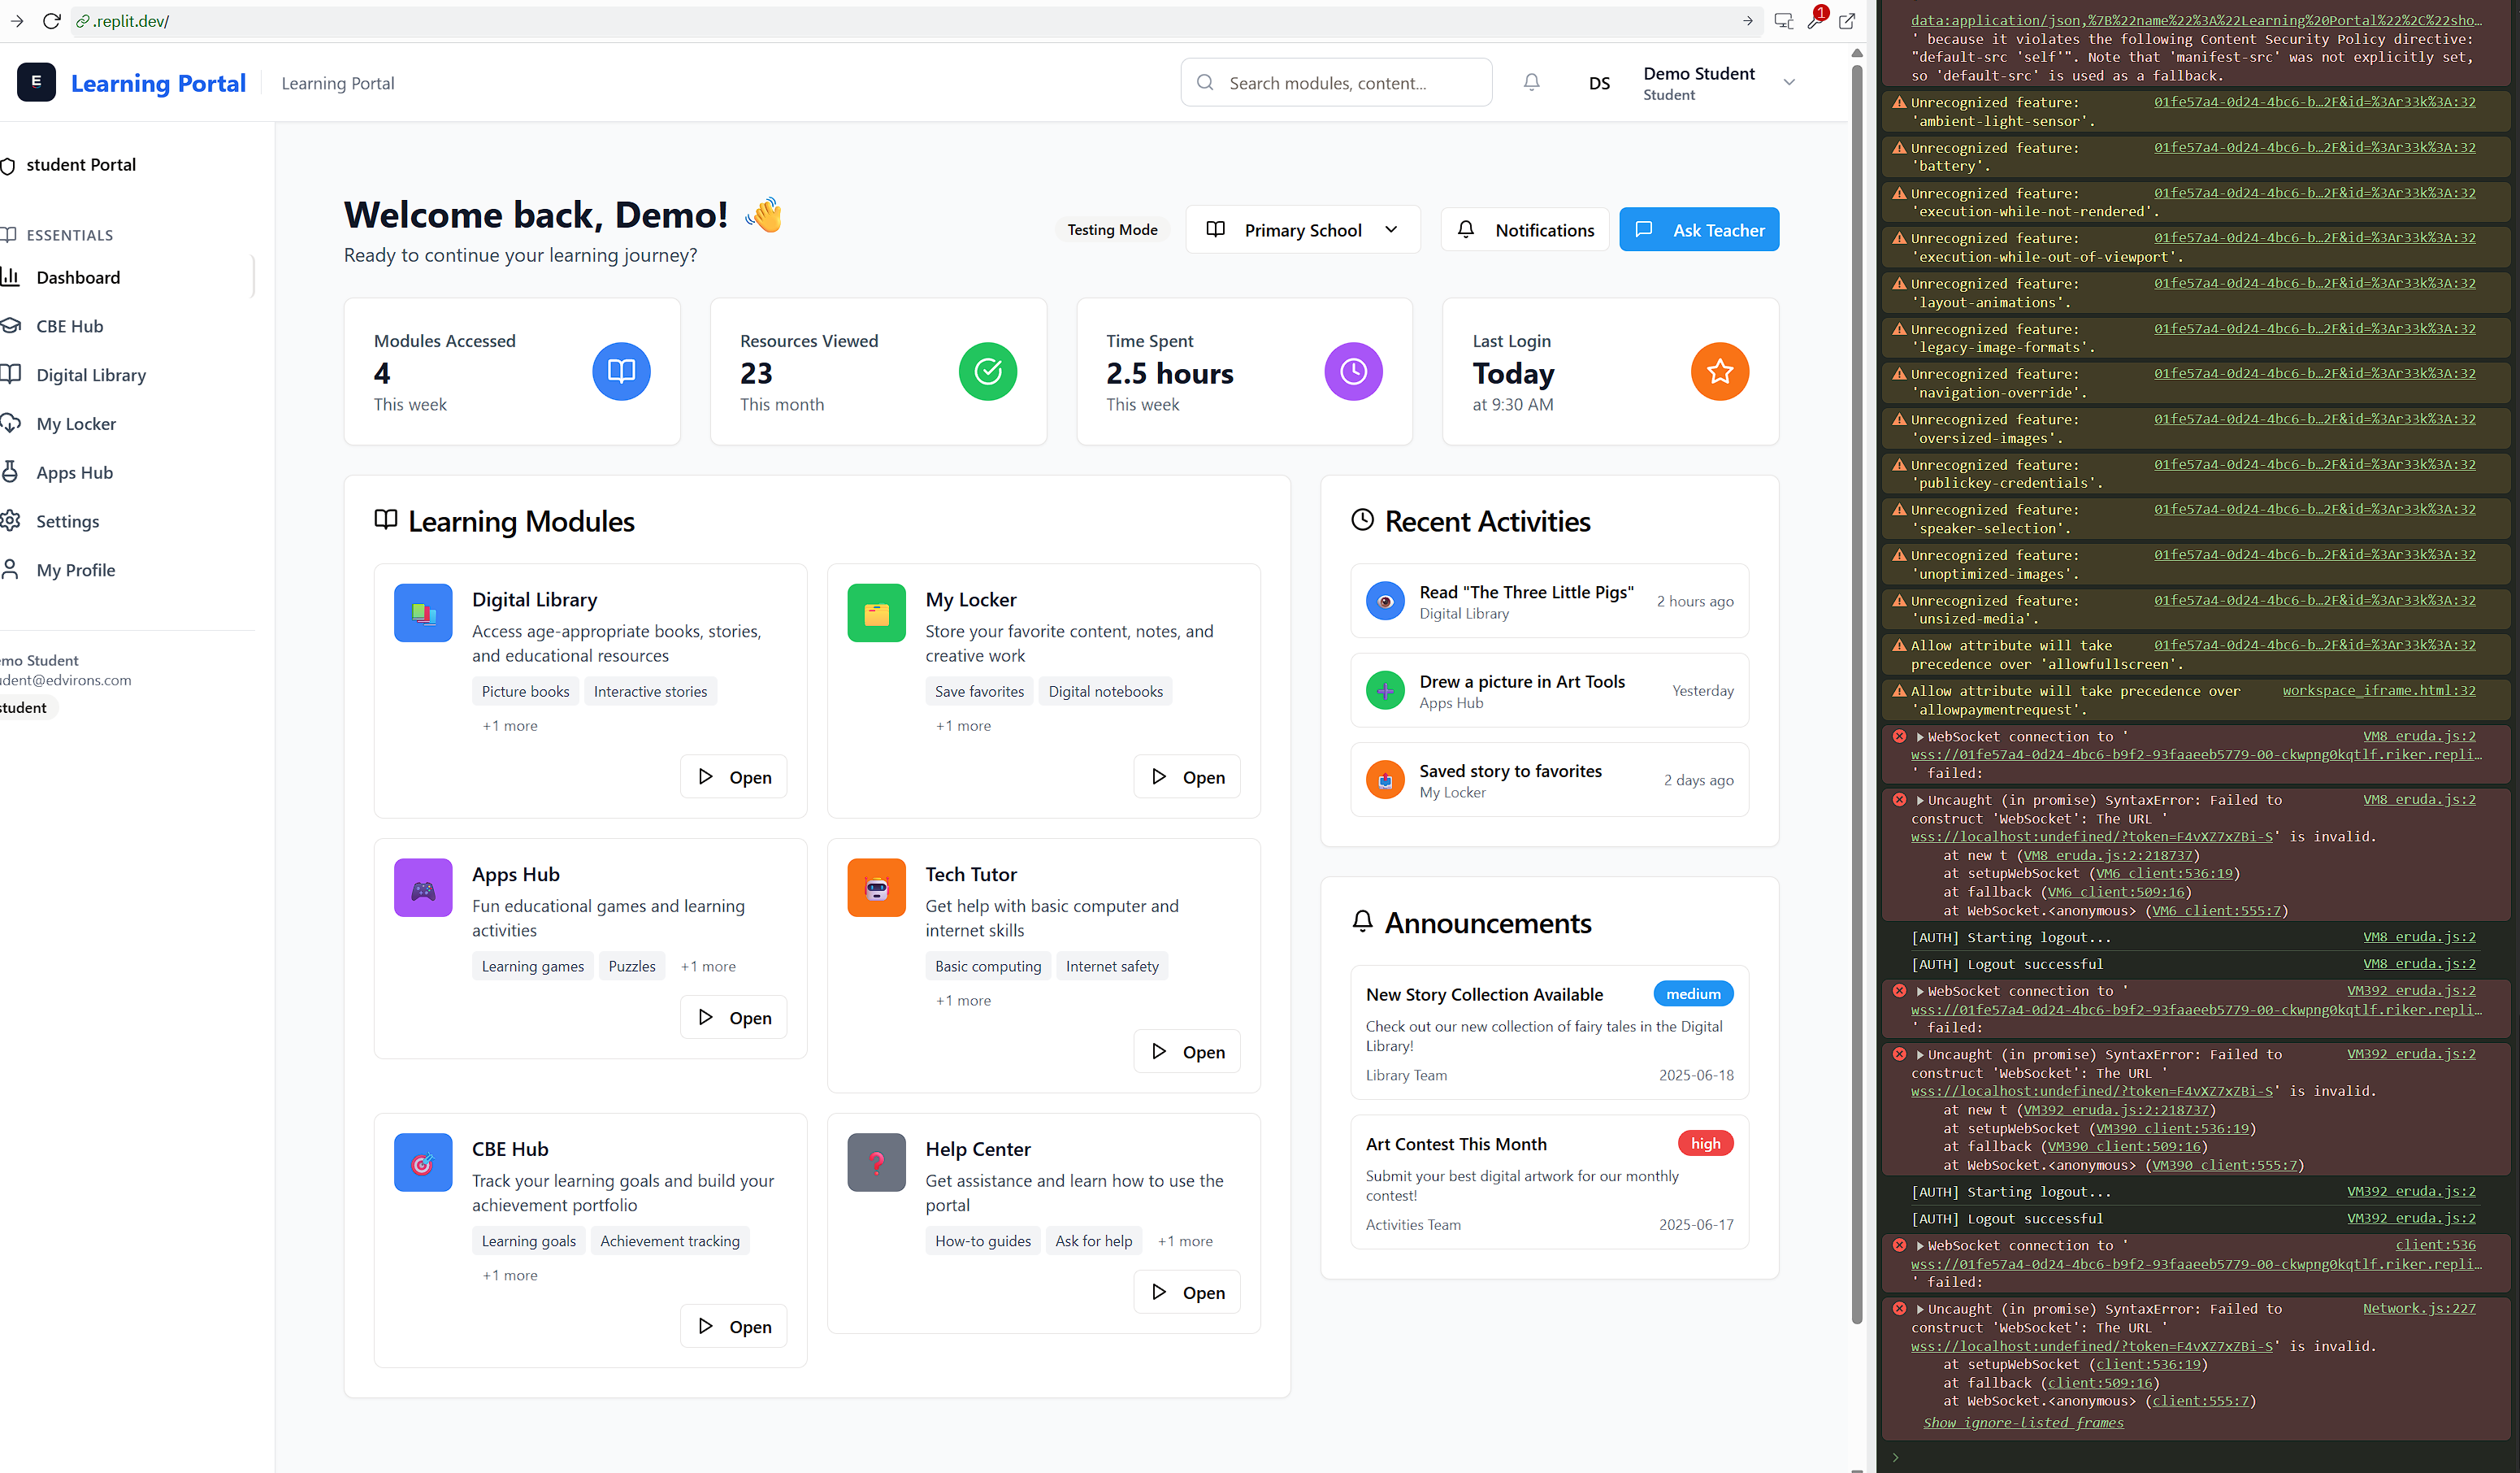 .replit.dev/
1
E
Learning Portal
Learning Portal
Search modules, content...
DS
Demo Student
Student
student Portal
ESSENTIALS
Dashboard
CBE Hub
Digital Library
My Locker
Apps Hub
Settings
My Profile
emo Student
udent@edvirons.com
student
Welcome back, Demo!
Ready to continue your learning journey?
Testing Mode
Primary School
Notifications
Ask Teacher
Modules Accessed
4
This week
Resources Viewed
23
This month
Time Spent
2.5 hours
This week
Last Login
Today
at 9:30 AM
Learning Modules
Digital Library
Access age-appropriate books, stories,
and educational resources
Picture books
Interactive stories
+1 more
Open
My Locker
Store your favorite content, notes, and
creative work
Save favorites
Digital notebooks
+1 more
Open
Apps Hub
Fun educational games and learning
activities
Learning games
Puzzles
+1 more
Open
Tech Tutor
Get help with basic computer and
internet skills
Basic computing
Internet safety
+1 more
Open
CBE Hub
Track your learning goals and build your
achievement portfolio
Learning goals
Achievement tracking
+1 more
Open
Help Center
Get assistance and learn how to use the
portal
How-to guides
Ask for help
+1 more
Open
Recent Activities
Read "The Three Little Pigs"
Digital Library
2 hours ago
Drew a picture in Art Tools
Apps Hub
Yesterday
Saved story to favorites
My Locker
2 days ago
Announcements
New Story Collection Available
medium
Check out our new collection of fairy tales in the Digital
Library!
Library Team
2025-06-18
Art Contest This Month
high
Submit your best digital artwork for our monthly
contest!
Activities Team
2025-06-17
data:application/json,%7B%22name%22%3A%22Learning%20Portal%22%2C%22sho…
' because it violates the following Content Security Policy directive:
"default-src 'self'". Note that 'manifest-src' was not explicitly set,
so 'default-src' is used as a fallback.
Unrecognized feature: 01fe57a4-0d24-4bc6-b…2F&id=%3Ar33k%3A:32
'ambient-light-sensor'.
Unrecognized feature: 01fe57a4-0d24-4bc6-b…2F&id=%3Ar33k%3A:32
'battery'.
Unrecognized feature: 01fe57a4-0d24-4bc6-b…2F&id=%3Ar33k%3A:32
'execution-while-not-rendered'.
Unrecognized feature: 01fe57a4-0d24-4bc6-b…2F&id=%3Ar33k%3A:32
'execution-while-out-of-viewport'.
Unrecognized feature: 01fe57a4-0d24-4bc6-b…2F&id=%3Ar33k%3A:32
'layout-animations'.
Unrecognized feature: 01fe57a4-0d24-4bc6-b…2F&id=%3Ar33k%3A:32
'legacy-image-formats'.
Unrecognized feature: 01fe57a4-0d24-4bc6-b…2F&id=%3Ar33k%3A:32
'navigation-override'.
Unrecognized feature: 01fe57a4-0d24-4bc6-b…2F&id=%3Ar33k%3A:32
'oversized-images'.
Unrecognized feature: 01fe57a4-0d24-4bc6-b…2F&id=%3Ar33k%3A:32
'publickey-credentials'.
Unrecognized feature: 01fe57a4-0d24-4bc6-b…2F&id=%3Ar33k%3A:32
'speaker-selection'.
Unrecognized feature: 01fe57a4-0d24-4bc6-b…2F&id=%3Ar33k%3A:32
'unoptimized-images'.
Unrecognized feature: 01fe57a4-0d24-4bc6-b…2F&id=%3Ar33k%3A:32
'unsized-media'.
Allow attribute will take 01fe57a4-0d24-4bc6-b…2F&id=%3Ar33k%3A:32
precedence over 'allowfullscreen'.
Allow attribute will take precedence over workspace_iframe.html:32
'allowpaymentrequest'.
WebSocket connection to ' VM8 eruda.js:2
wss://01fe57a4-0d24-4bc6-b9f2-93faaeeb5779-00-ckwpng0kqtlf.riker.repli…
' failed:
Uncaught (in promise) SyntaxError: Failed to VM8 eruda.js:2
construct 'WebSocket': The URL '
wss://localhost:undefined/?token=F4vXZ7xZBi-S' is invalid.
at new t (VM8 eruda.js:2:218737)
at setupWebSocket (VM6 client:536:19)
at fallback (VM6 client:509:16)
at WebSocket.<anonymous> (VM6 client:555:7)
[AUTH] Starting logout... VM8 eruda.js:2
[AUTH] Logout successful VM8 eruda.js:2
WebSocket connection to ' VM392 eruda.js:2
wss://01fe57a4-0d24-4bc6-b9f2-93faaeeb5779-00-ckwpng0kqtlf.riker.repli…
' failed:
Uncaught (in promise) SyntaxError: Failed to VM392 eruda.js:2
construct 'WebSocket': The URL '
wss://localhost:undefined/?token=F4vXZ7xZBi-S' is invalid.
at new t (VM392 eruda.js:2:218737)
at setupWebSocket (VM390 client:536:19)
at fallback (VM390 client:509:16)
at WebSocket.<anonymous> (VM390 client:555:7)
[AUTH] Starting logout... VM392 eruda.js:2
[AUTH] Logout successful VM392 eruda.js:2
WebSocket connection to ' client:536
wss://01fe57a4-0d24-4bc6-b9f2-93faaeeb5779-00-ckwpng0kqtlf.riker.repli…
' failed:
Uncaught (in promise) SyntaxError: Failed to Network.js:227
construct 'WebSocket': The URL '
wss://localhost:undefined/?token=F4vXZ7xZBi-S' is invalid.
at setupWebSocket (client:536:19)
at fallback (client:509:16)
at WebSocket.<anonymous> (client:555:7)
Show ignore-listed frames